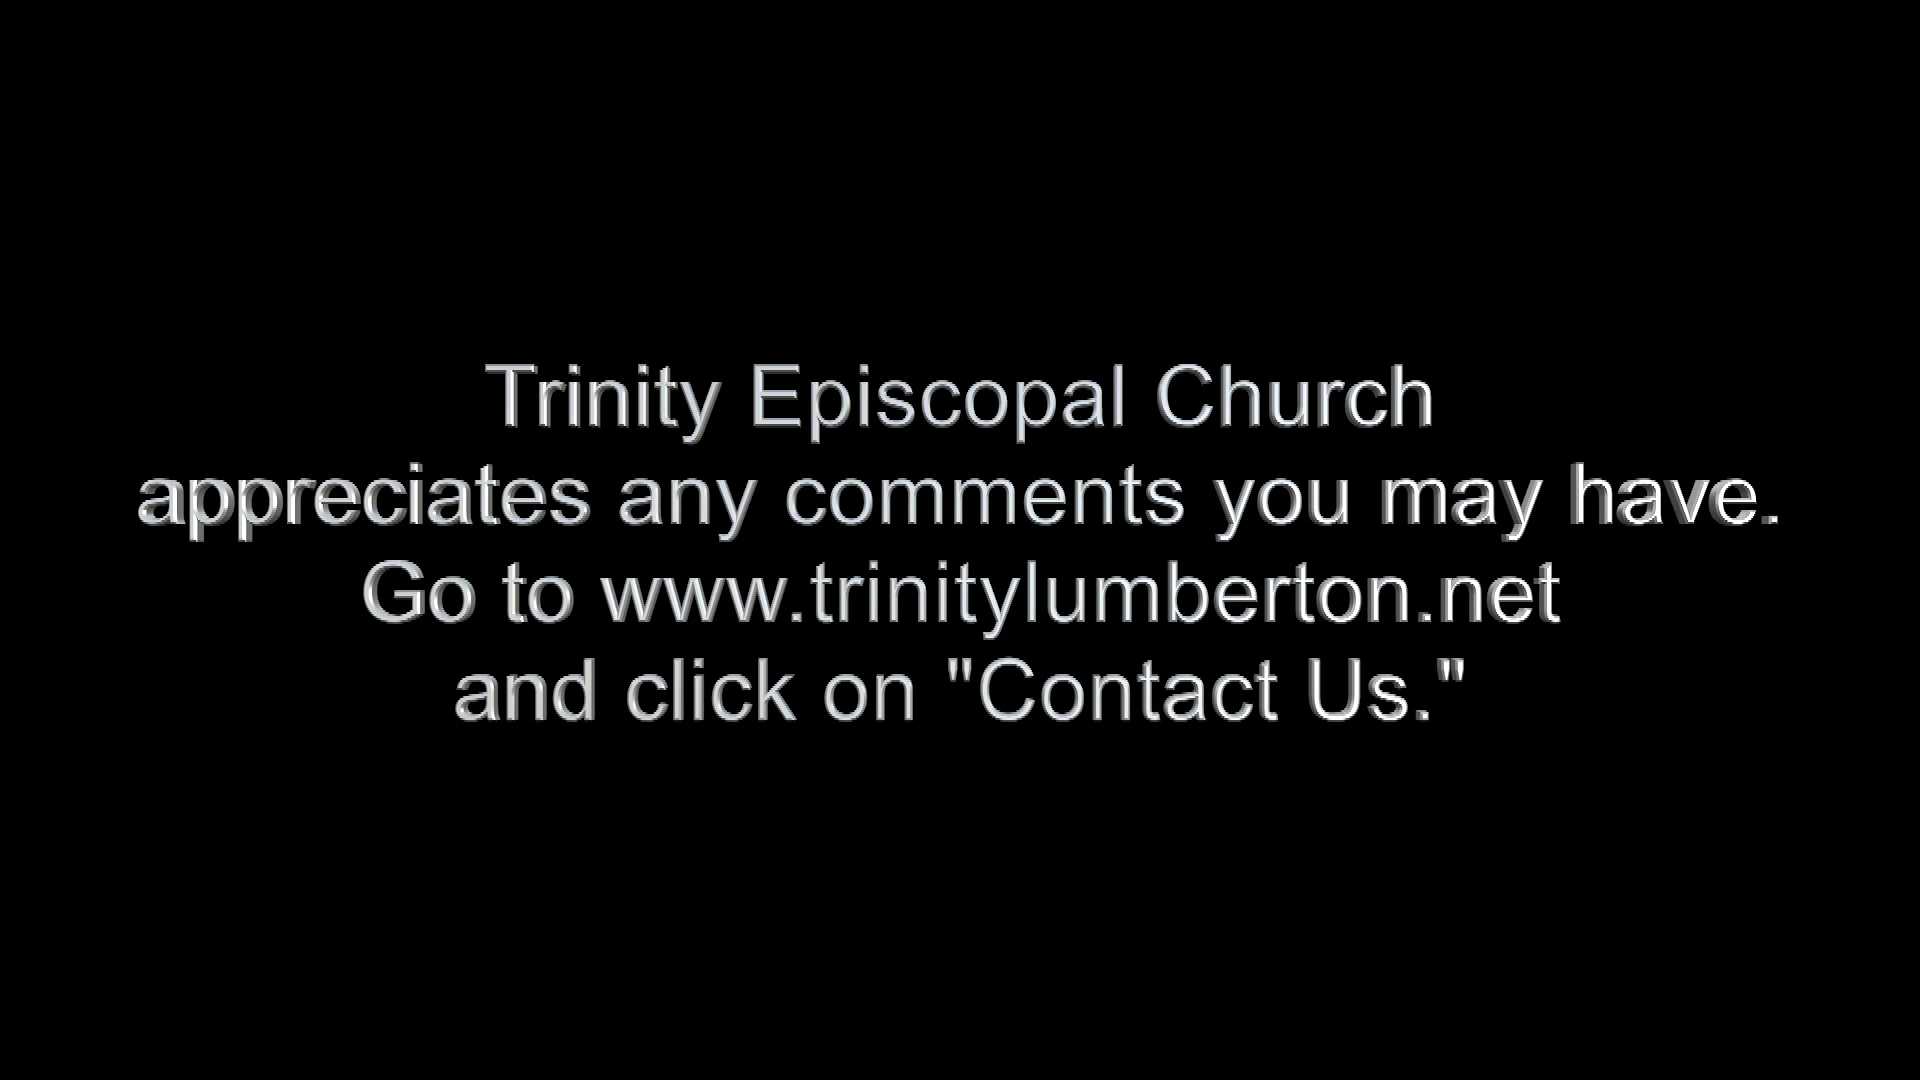 Trinity Episcopal Church
appreciates any comments you may have.
Go to www.trinitylumberton.net
and click on "Contact Us."